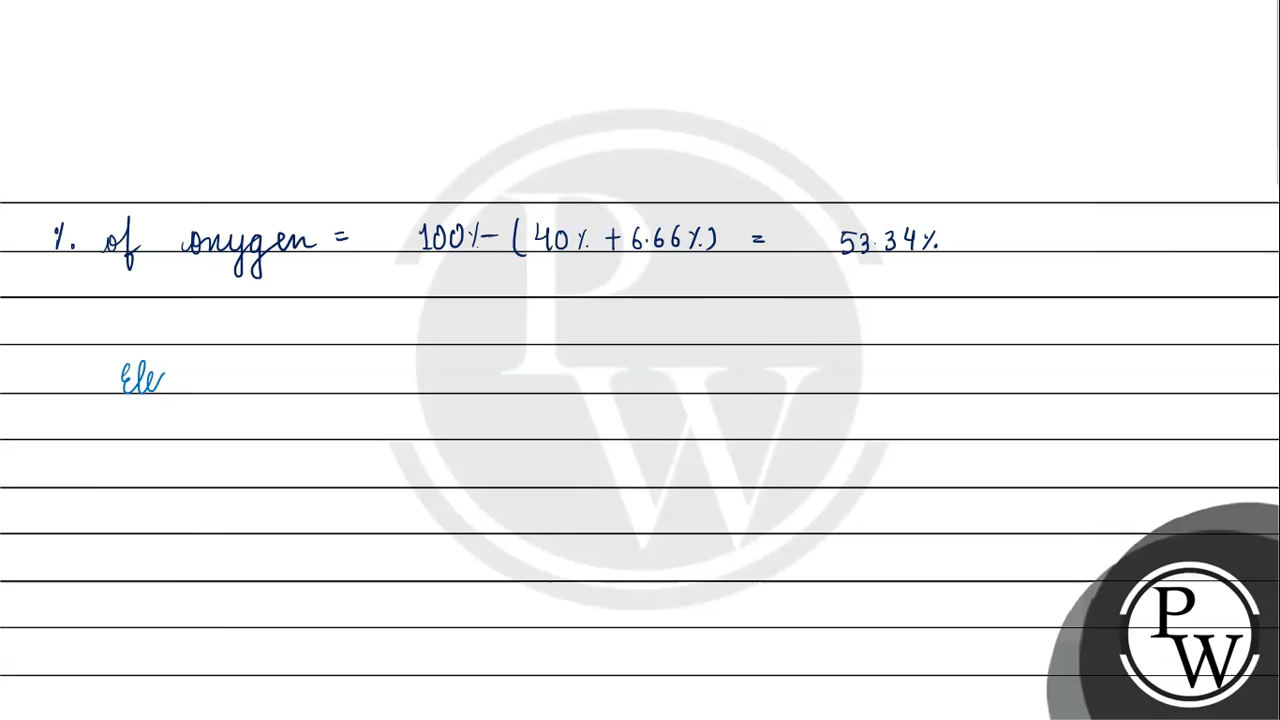 % of oxygen = 100% - (40% + 6.66%) = 53.34%
Ele
P
W
P
W